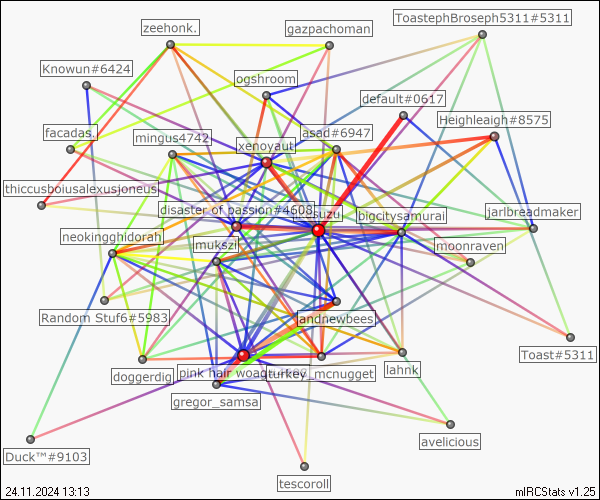 ToastephBroseph5311#5311
zeehonk.
gazpachoman
Knowun#6424
ogshroom
default#0617
Heighleaigh#8575
facadas.
mingus4742
asad#6947
xenoyaut
thiccusboiusalexusjoneus
disaster of passion#4608
suzu
bigcitysamurai
jarlbreadmaker
neokingghidorah
mukszi
moonraven
Random Stuf6#5983
andnewbees
Toast#5311
doggerdig
pink hair woa
turkey_mcnugget
lahnk
gregor_samsa
avelicious
Duck™#9103
tescoroll
24.11.2024 13:13
mIRCStats v1.25